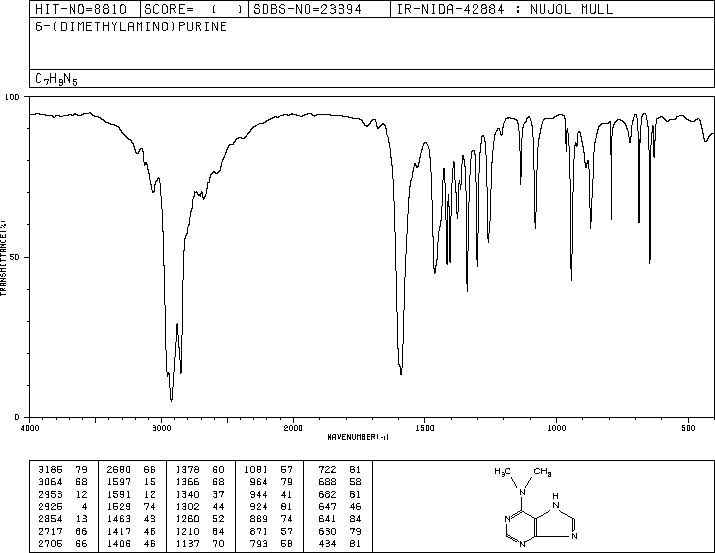 HIT-NO=8810 SCORE= ( ) SDBS-NO=23394 IR-NIDA-42884 : NUJOL MULL
6-(DIMETHYLAMINO)PURINE
C7H9N5
100
TRANSMITTANCE(%)
50
0
4000 3000 2000 1500 1000 500
WAVENUMBER(-1)
3185 79 2680 66 1378 60 1081 57 722 81
3064 68 1597 15 1366 68 964 79 688 58
2953 12 1591 12 1340 37 944 41 682 81
2925 4 1529 74 1302 44 924 81 647 46
2854 13 1463 43 1260 52 889 74 641 84
2717 66 1417 46 1210 84 871 57 630 79
2705 66 1406 46 1137 70 793 58 434 81
H3C CH3
N
H
N N
N N